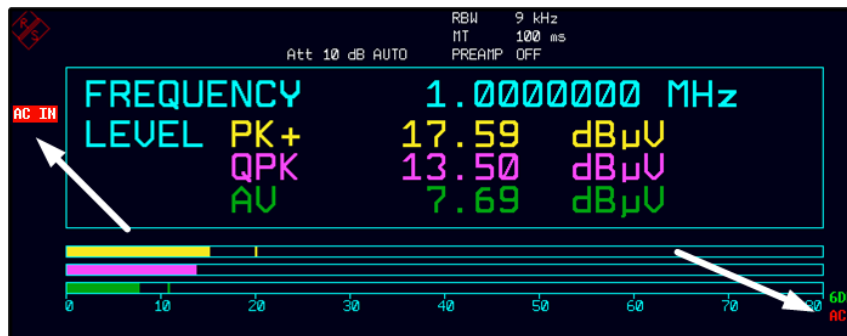 R S
RBW 9 kHz
MT 100 ms
Att 10 dB AUTO PREAMP OFF
AC IN
FREQUENCY 1.0000000 MHz
LEVEL PK+ 17.59 dBµV
QPK 13.50 dBµV
AV 7.69 dBµV
0 10 20 30 40 50 60 70 80
6D
AC